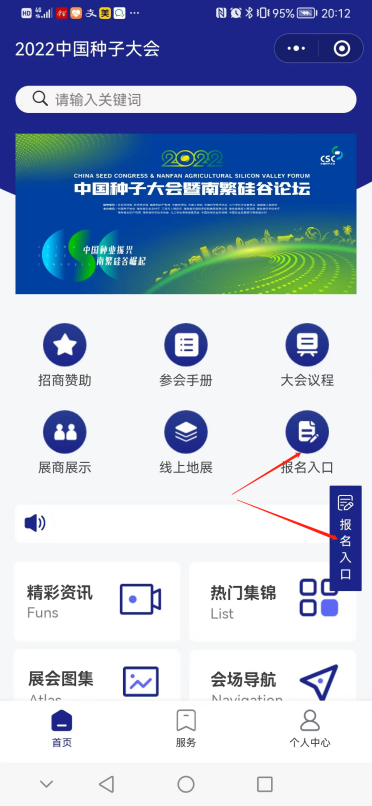 95%
20:12
2022中国种子大会
请输入关键词
2022
CSC
CHINA SEED CONGRESS & NANFAN AGRICULTURAL SILICON VALLEY FORUM
中国种子大会暨南繁硅谷论坛
中国种业振兴
南繁硅谷崛起
招商赞助
参会手册
大会议程
展商展示
线上地展
报名入口
报名入口
精彩资讯
Funs
热门集锦
List
展会图集
Atlas
会场导航
Navigation
首页
服务
个人中心